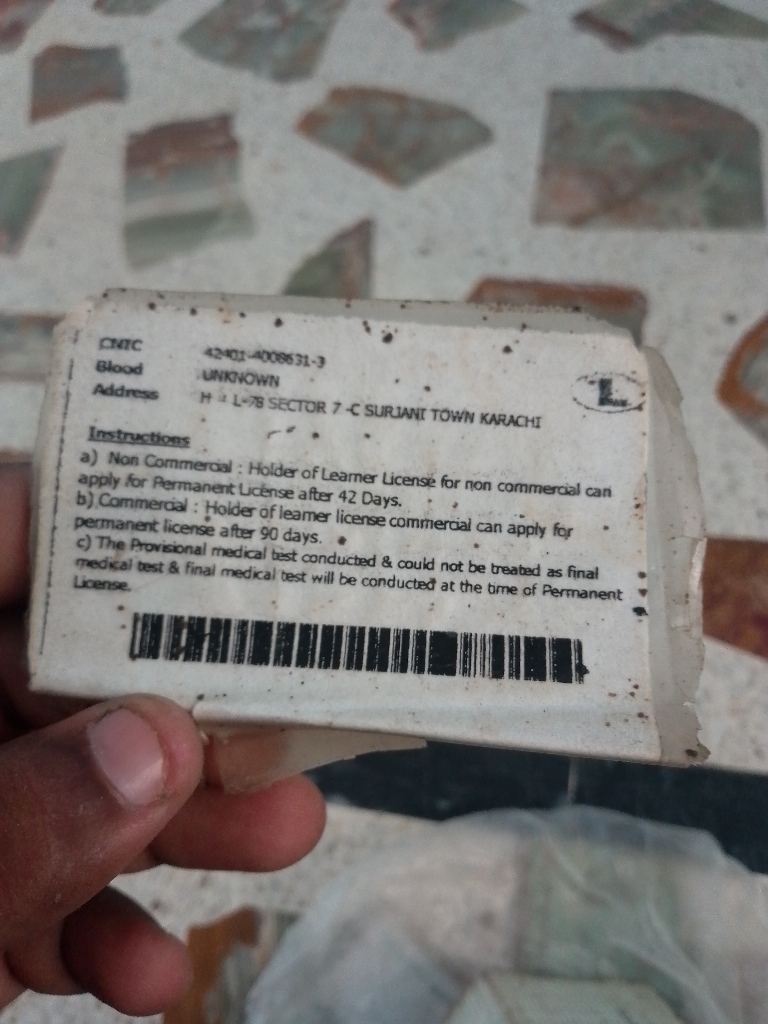 CNIC 42401-4008631-3
Blood UNKNOWN
Address H # L-78 SECTOR 7 -C SURJANI TOWN KARACHI
L
Instructions
a) Non Commercial : Holder of Learner License for non commercial can
apply for Permanent License after 42 Days.
b) Commercial : Holder of learner license commercial can apply for
permanent license after 90 days.
c) The Provisional medical test conducted & could not be treated as final
medical test & final medical test will be conducted at the time of Permanent
License.